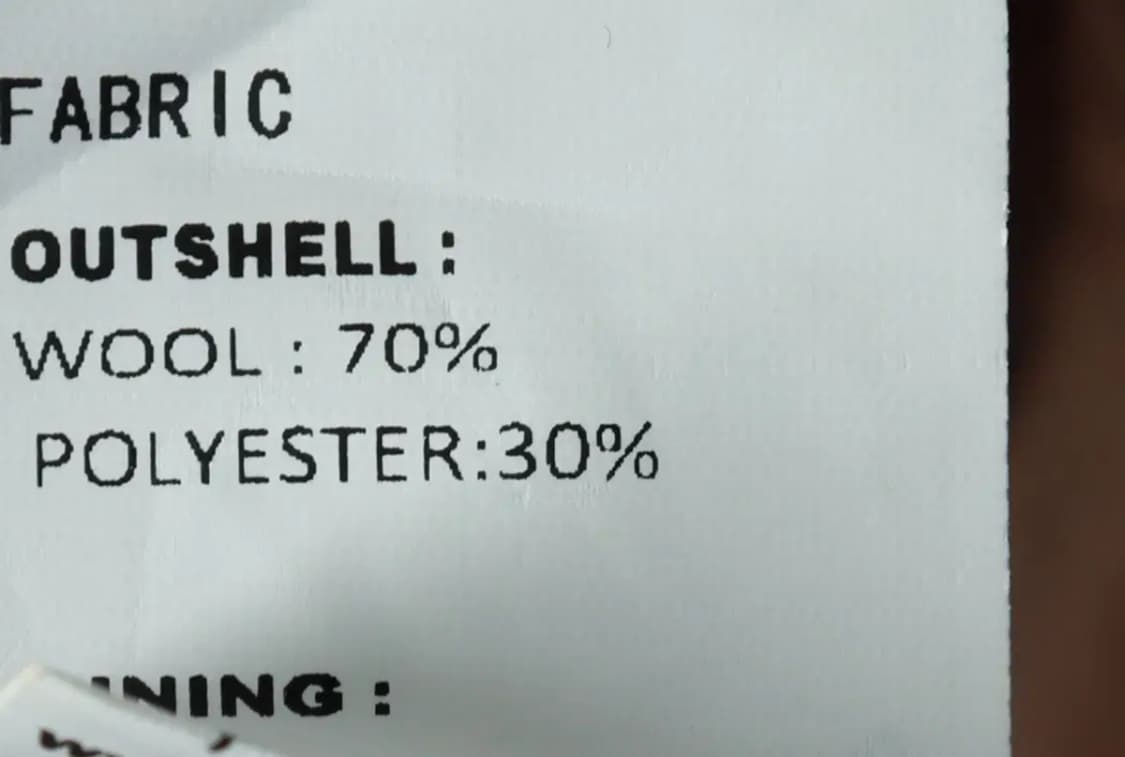 FABRIC
OUTSHELL :
WOOL : 70%
POLYESTER:30%